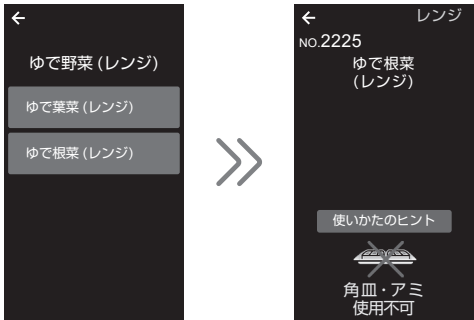 ゆで野菜 (レンジ)
ゆで葉菜 (レンジ)
ゆで根菜 (レンジ)
レンジ
NO.2225
ゆで根菜
(レンジ)
使いかたのヒント
角皿・アミ
使用不可